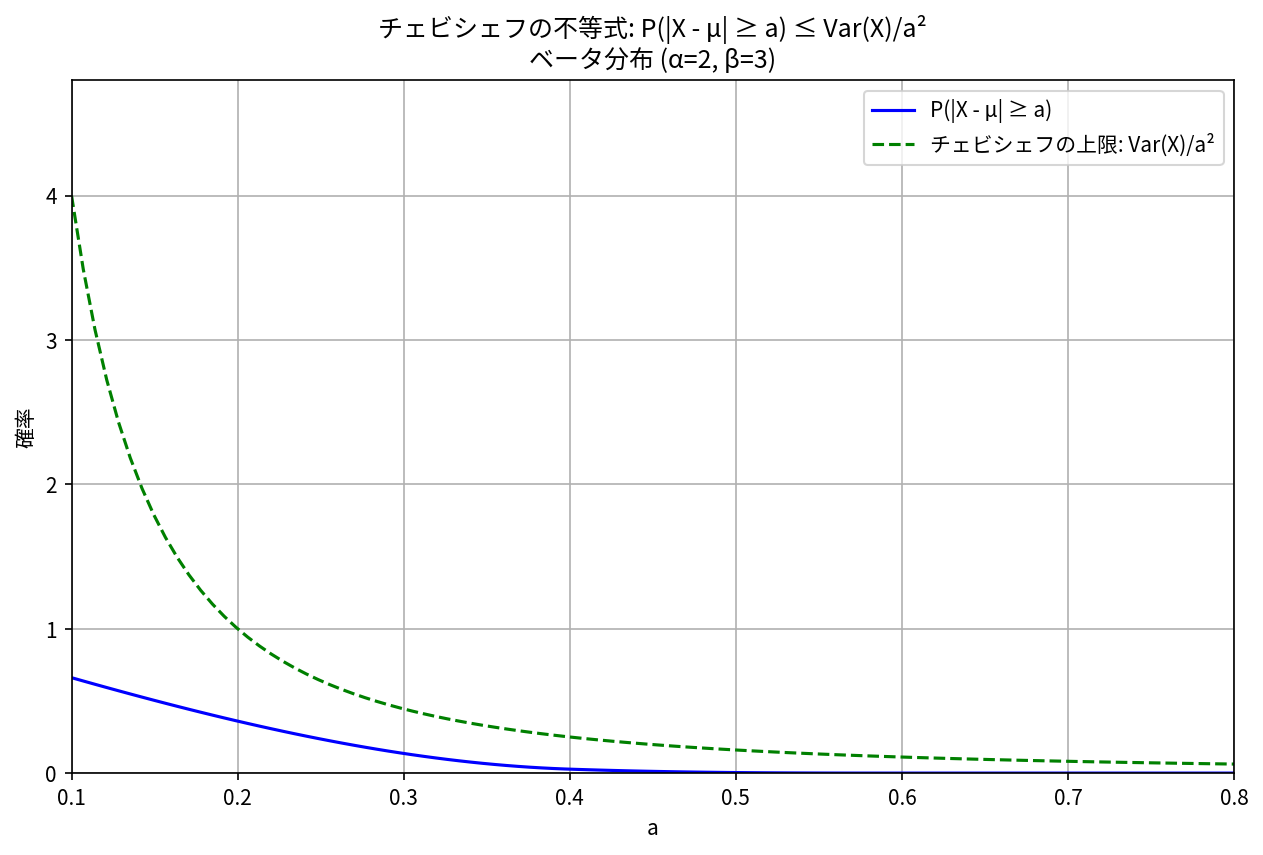 チェビシェフの不等式: P(|X - μ| ≥ a) ≤ Var(X)/a²
ベータ分布 (α=2, β=3)
P(|X - μ| ≥ a)
チェビシェフの上限: Var(X)/a²
確率
4
3
2
1
0
0.1
0.2
0.3
0.4
0.5
0.6
0.7
0.8
a